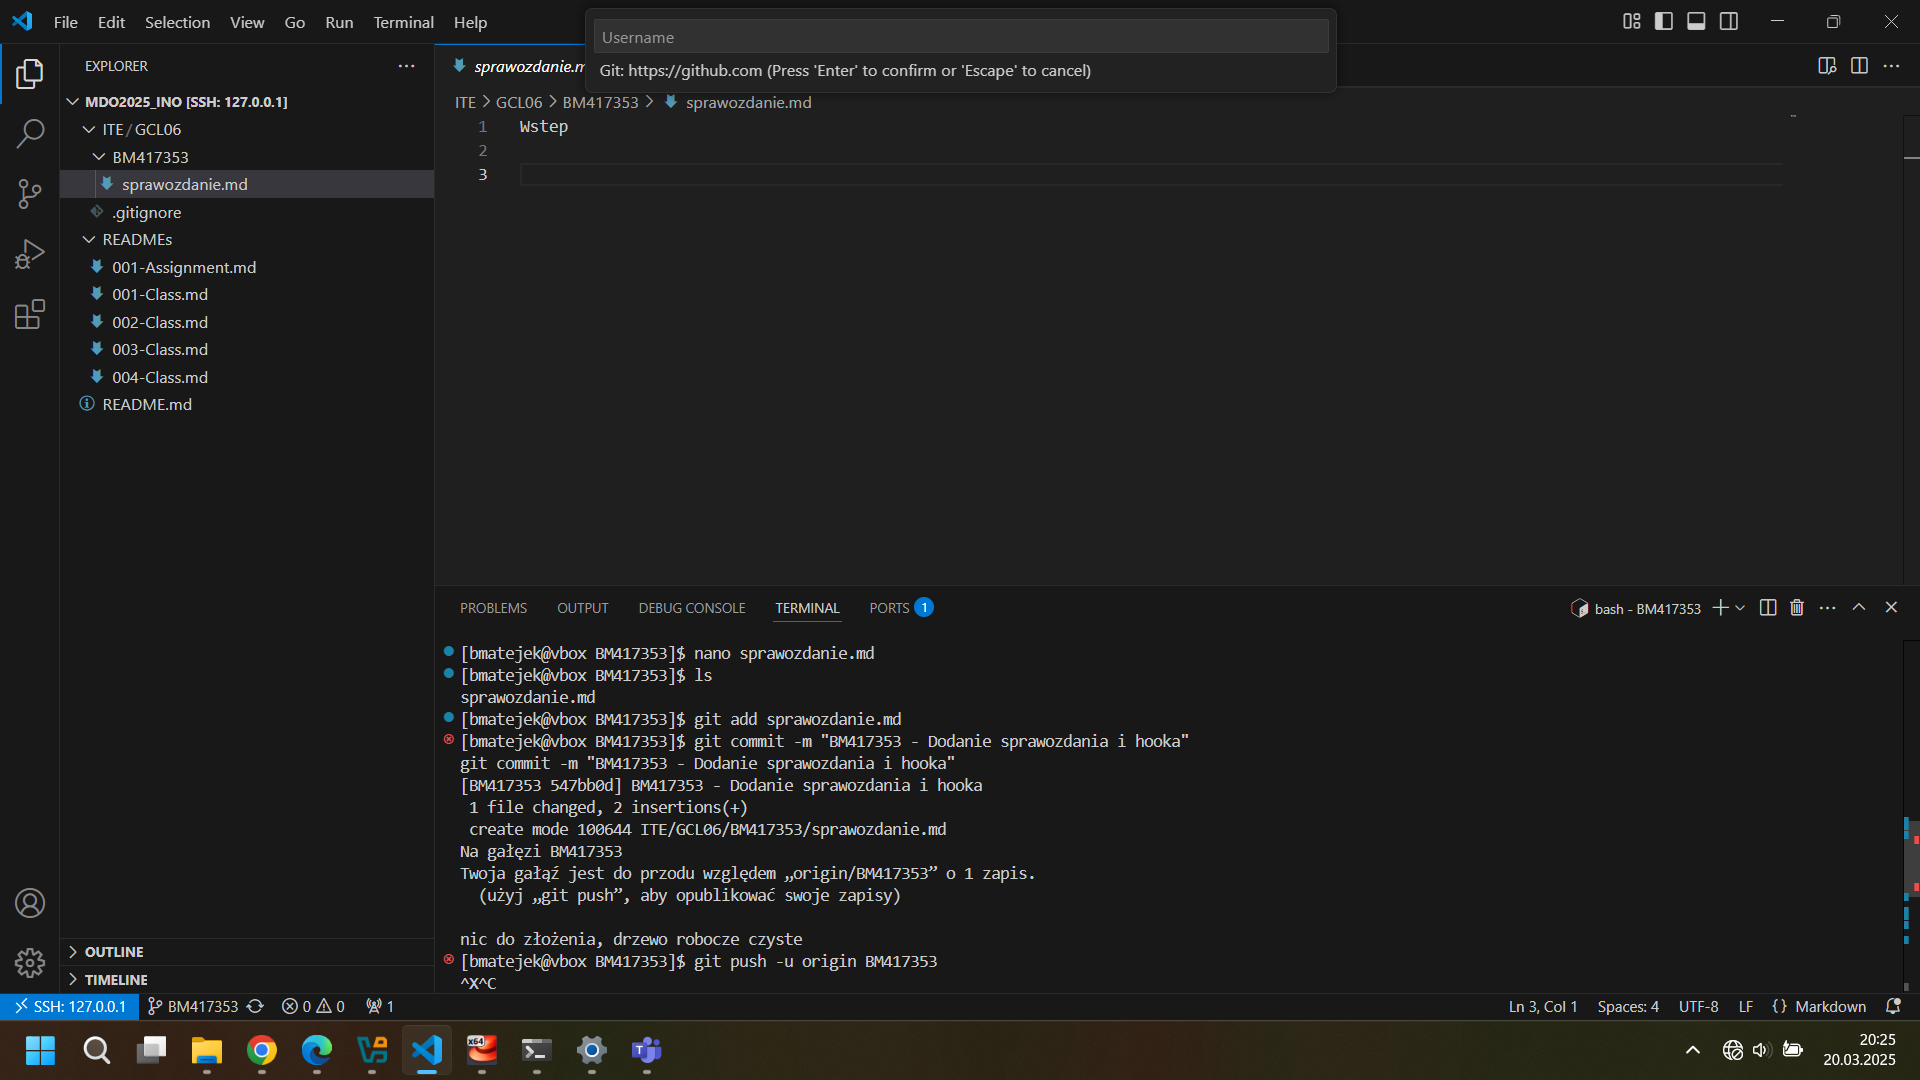 File Edit Selection View Go Run Terminal Help
Username
Git: https://github.com (Press 'Enter' to confirm or 'Escape' to cancel)
EXPLORER
MDO2025_INO [SSH: 127.0.0.1]
ITE / GCL06
BM417353
sprawozdanie.md
.gitignore
READMEs
001-Assignment.md
001-Class.md
002-Class.md
003-Class.md
004-Class.md
README.md
OUTLINE
TIMELINE
sprawozdanie.m
ITE > GCL06 > BM417353 > sprawozdanie.md
1 Wstep
2
3
PROBLEMS OUTPUT DEBUG CONSOLE TERMINAL PORTS 1
bash - BM417353
[bmatejek@vbox BM417353]$ nano sprawozdanie.md
[bmatejek@vbox BM417353]$ ls
sprawozdanie.md
[bmatejek@vbox BM417353]$ git add sprawozdanie.md
[bmatejek@vbox BM417353]$ git commit -m "BM417353 - Dodanie sprawozdania i hooka"
git commit -m "BM417353 - Dodanie sprawozdania i hooka"
[BM417353 547bb0d] BM417353 - Dodanie sprawozdania i hooka
1 file changed, 2 insertions(+)
create mode 100644 ITE/GCL06/BM417353/sprawozdanie.md
Na gałęzi BM417353
Twoja gałąź jest do przodu względem „origin/BM417353” o 1 zapis.
(użyj „git push”, aby opublikować swoje zapisy)
nic do złożenia, drzewo robocze czyste
[bmatejek@vbox BM417353]$ git push -u origin BM417353
^X^C
SSH: 127.0.0.1 BM417353 0 0 1
Ln 3, Col 1 Spaces: 4 UTF-8 LF {} Markdown
x64
20:25
20.03.2025